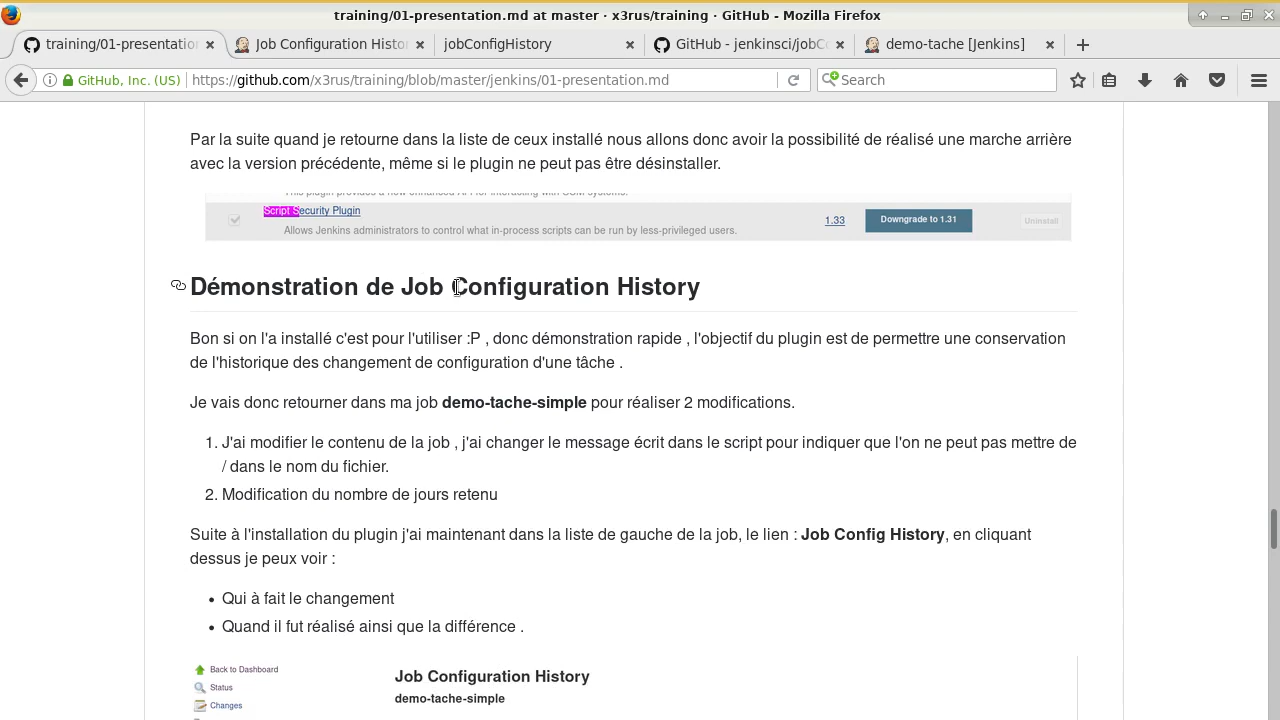 training/01-presentation.md at master · x3rus/training · GitHub - Mozilla Firefox
training/01-presentatio
Job Configuration Histo
jobConfigHistory
GitHub - jenkinsci/jobC
demo-tache [Jenkins]
GitHub, Inc. (US)
https://github.com/x3rus/training/blob/master/jenkins/01-presentation.md
Search
Par la suite quand je retourne dans la liste de ceux installé nous allons donc avoir la possibilité de réalisé une marche arrière
avec la version précédente, même si le plugin ne peut pas être désinstaller.
This plugin provides a new enhanced API for interacting with SCM systems.
Script Security Plugin
1.33
Downgrade to 1.31
Uninstall
Allows Jenkins administrators to control what in-process scripts can be run by less-privileged users.
Démonstration de Job Configuration History
Bon si on l'a installé c'est pour l'utiliser :P , donc démonstration rapide , l'objectif du plugin est de permettre une conservation
de l'historique des changement de configuration d'une tâche .
Je vais donc retourner dans ma job demo-tache-simple pour réaliser 2 modifications.
1. J'ai modifier le contenu de la job , j'ai changer le message écrit dans le script pour indiquer que l'on ne peut pas mettre de
/ dans le nom du fichier.
2. Modification du nombre de jours retenu
Suite à l'installation du plugin j'ai maintenant dans la liste de gauche de la job, le lien : Job Config History, en cliquant
dessus je peux voir :
• Qui à fait le changement
• Quand il fut réalisé ainsi que la différence .
Back to Dashboard
Job Configuration History
Status
demo-tache-simple
Changes